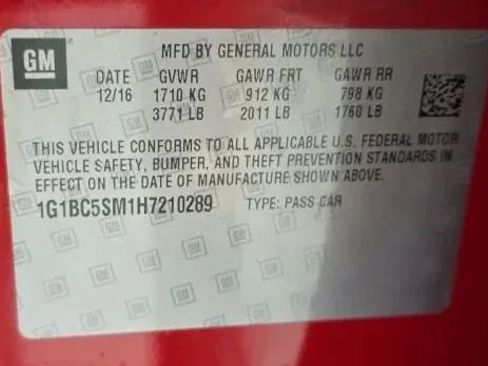 GM
MFD BY GENERAL MOTORS LLC
DATE GVWR GAWR FRT GAWR RR
12/16 1710 KG 912 KG 798 KG
3771 LB 2011 LB 1760 LB
THIS VEHICLE CONFORMS TO ALL APPLICABLE U.S. FEDERAL MOTOR
VEHICLE SAFETY, BUMPER, AND THEFT PREVENTION STANDARDS IN
EFFECT ON THE DATE OF MANUFACTURE SHOWN ABOVE.
1G1BC5SM1H7210289 TYPE: PASS CAR